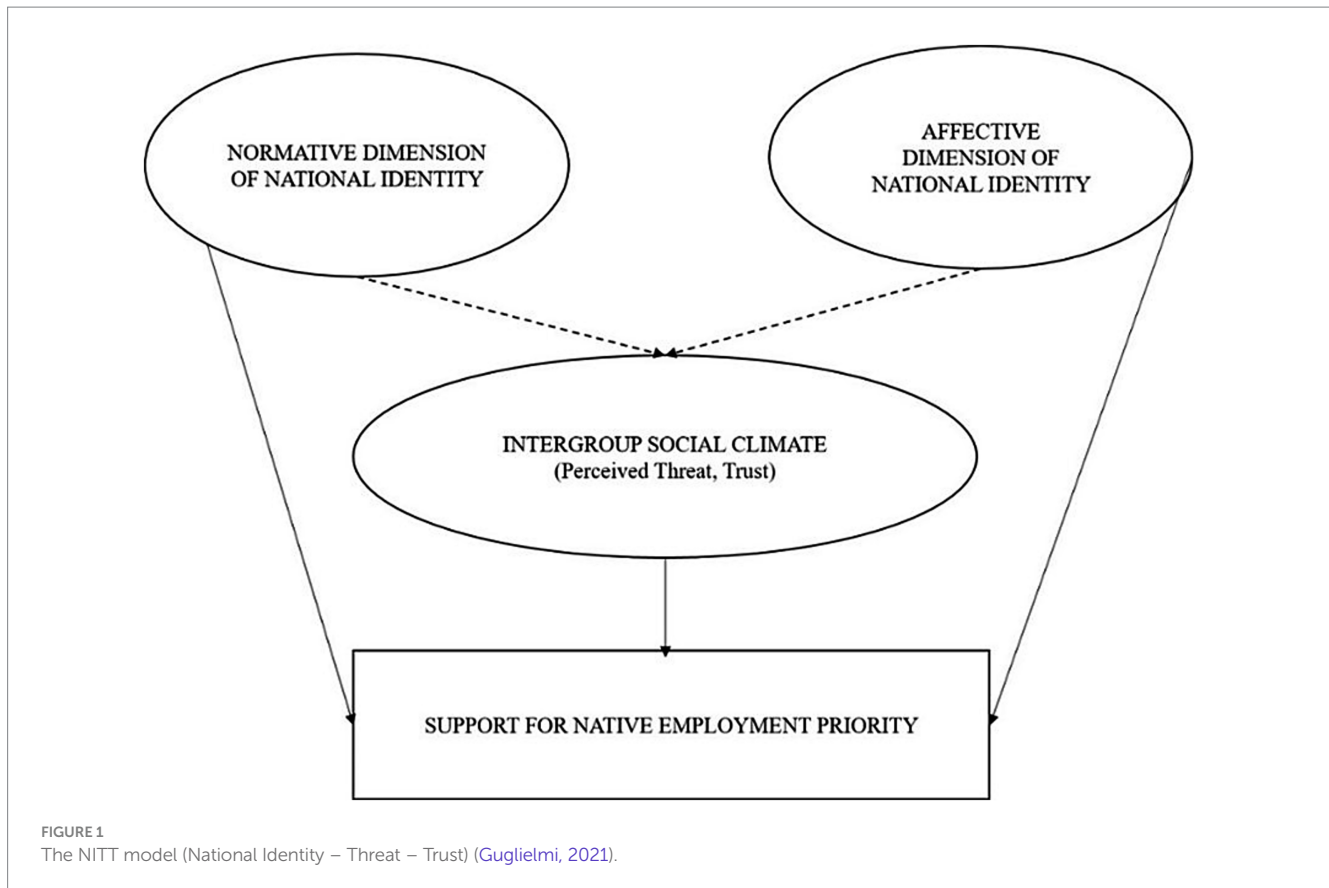 NORMATIVE DIMENSION
OF NATIONAL IDENTITY
AFFECTIVE
DIMENSION OF
NATIONAL IDENTITY
INTERGROUP SOCIAL CLIMATE
(Perceived Threat, Trust)
SUPPORT FOR NATIVE EMPLOYMENT PRIORITY
FIGURE 1
The NITT model (National Identity – Threat – Trust) (Guglielmi, 2021).